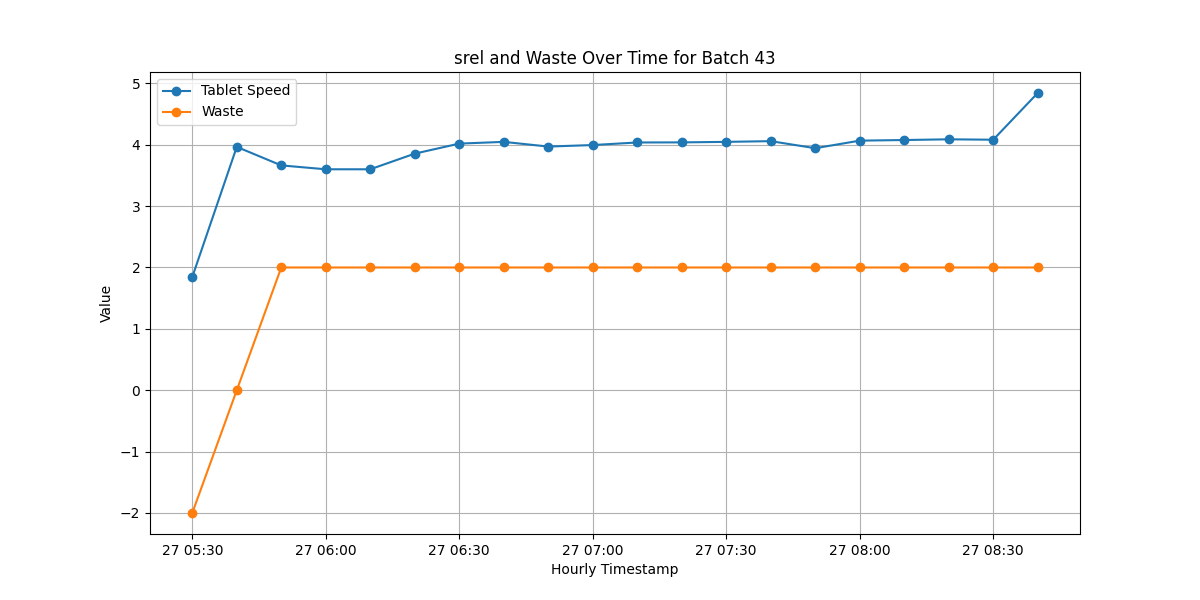 srel and Waste Over Time for Batch 43
Tablet Speed
Waste
5
4
3
2
1
0
−1
−2
Value
27 05:30 27 06:00 27 06:30 27 07:00 27 07:30 27 08:00 27 08:30
Hourly Timestamp